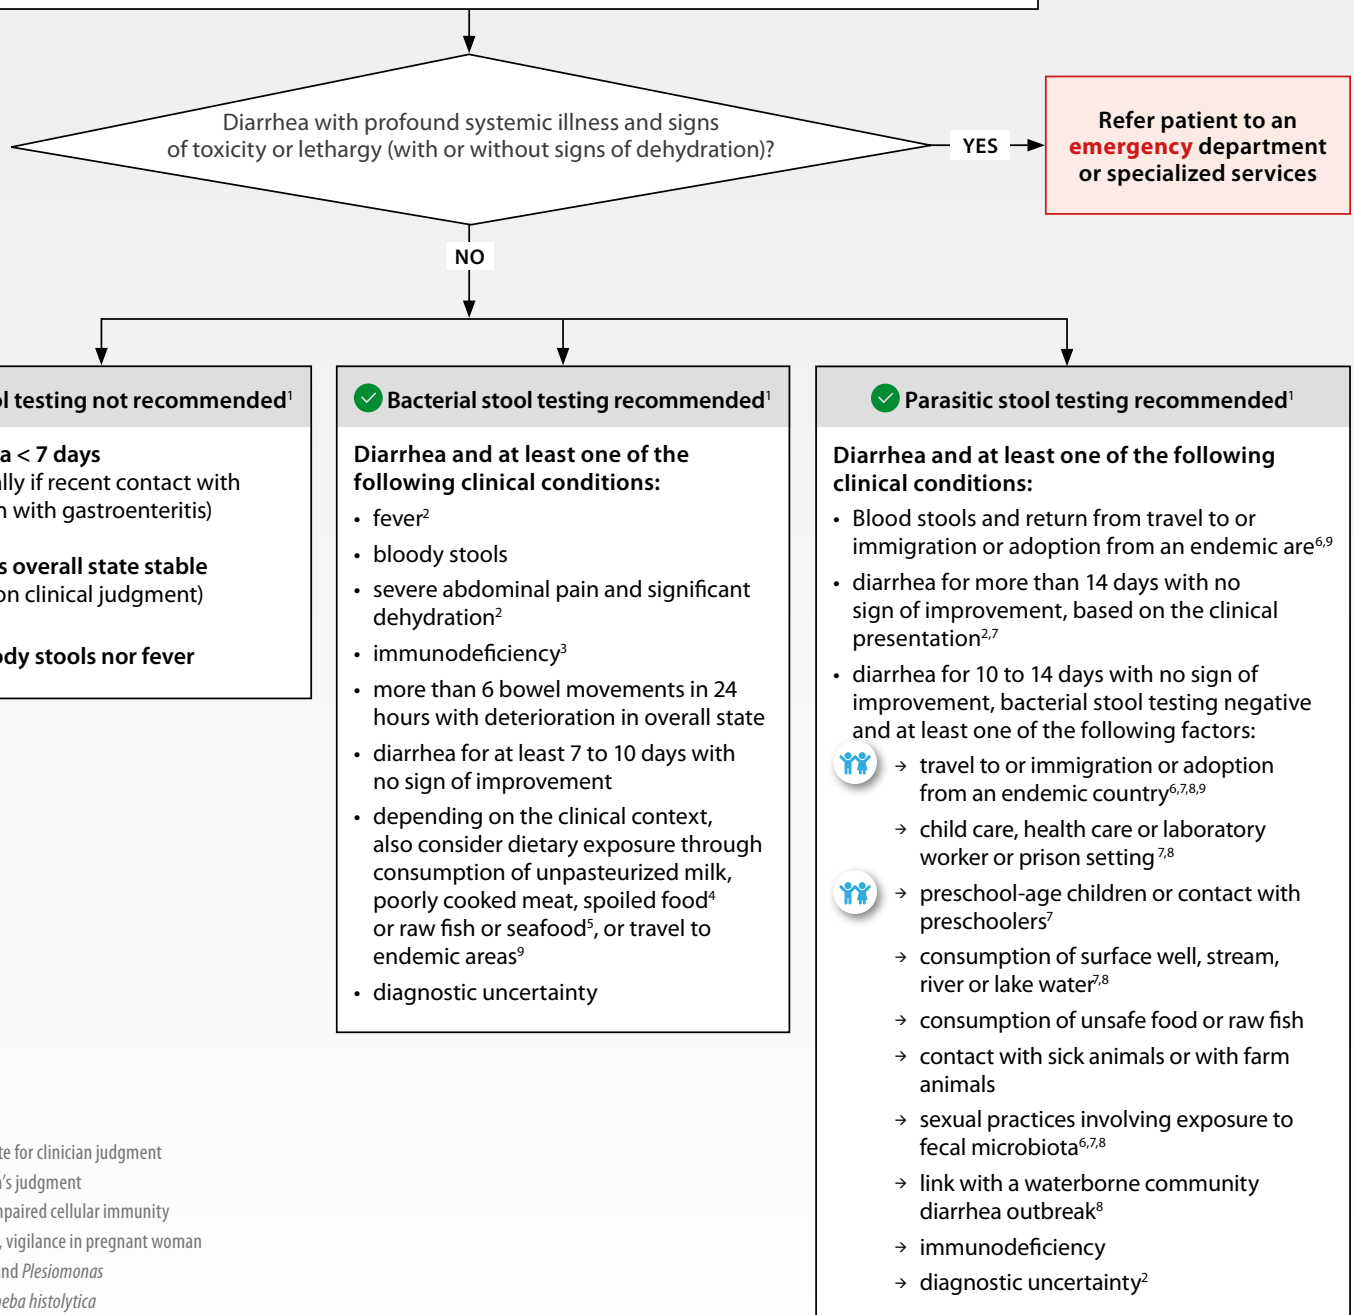 Diarrhea with profound systemic illness and signs
of toxicity or lethargy (with or without signs of dehydration)?
YES
Refer patient to an
emergency department
or specialized services
NO
testing not recommended1
< 7 days
if recent contact with
with gastroenteritis)
overall state stable
on clinical judgment)
stools nor fever
Bacterial stool testing recommended1
Diarrhea and at least one of the
following clinical conditions:
• fever2
• bloody stools
• severe abdominal pain and significant
dehydration2
• immunodeficiency3
• more than 6 bowel movements in 24
hours with deterioration in overall state
• diarrhea for at least 7 to 10 days with
no sign of improvement
• depending on the clinical context,
also consider dietary exposure through
consumption of unpasteurized milk,
poorly cooked meat, spoiled food4
or raw fish or seafood5, or travel to
endemic areas9
• diagnostic uncertainty
Parasitic stool testing recommended1
Diarrhea and at least one of the following
clinical conditions:
• Blood stools and return from travel to or
immigration or adoption from an endemic are6,9
• diarrhea for more than 14 days with no
sign of improvement, based on the clinical
presentation2,7
• diarrhea for 10 to 14 days with no sign of
improvement, bacterial stool testing negative
and at least one of the following factors:
→ travel to or immigration or adoption
from an endemic country6,7,8,9
→ child care, health care or laboratory
worker or prison setting7,8
→ preschool-age children or contact with
preschoolers7
→ consumption of surface well, stream,
river or lake water7,8
→ consumption of unsafe food or raw fish
→ contact with sick animals or with farm
animals
→ sexual practices involving exposure to
fecal microbiota6,7,8
→ link with a waterborne community
diarrhea outbreak8
→ immunodeficiency
→ diagnostic uncertainty2
for clinician judgment
judgment
cellular immunity
, vigilance in pregnant woman
and Plesiomonas
histolytica